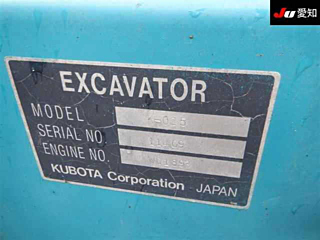 Ju 愛知
EXCAVATOR
MODEL
SERIAL NO.
ENGINE NO.
KUBOTA Corporation JAPAN